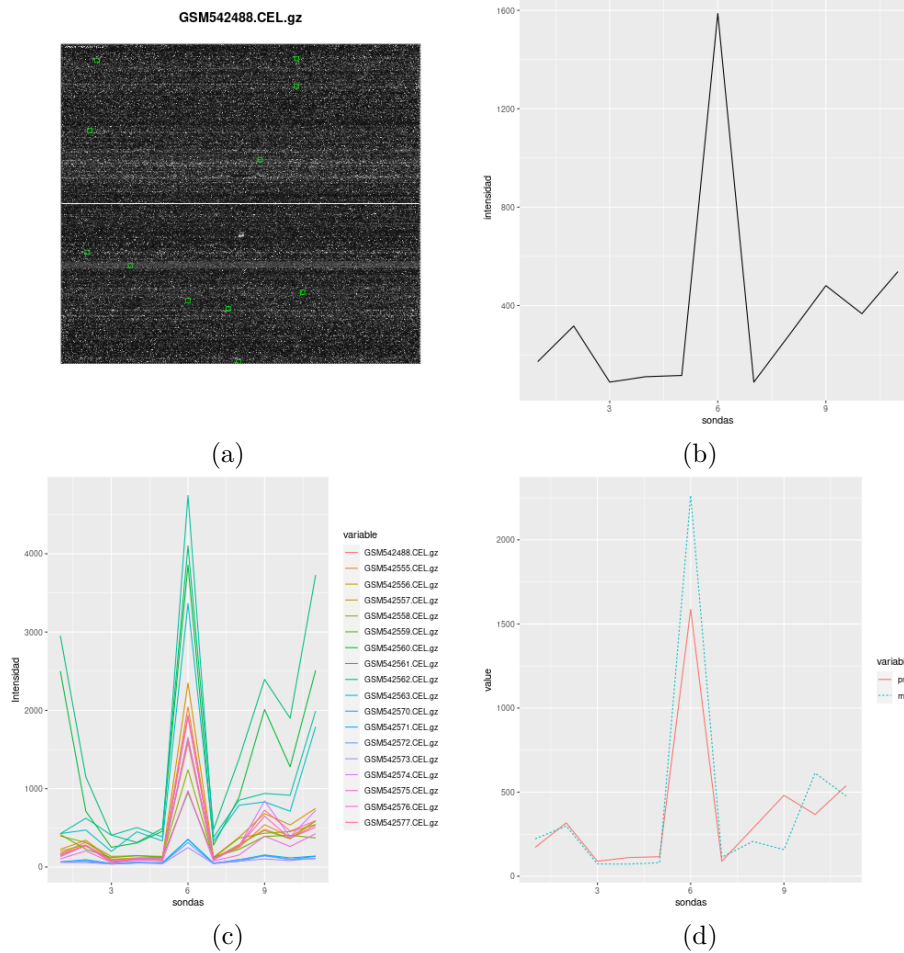 GSM542488.CEL.gz
(a)
1600
1200
800
400
intensidad
3
6
9
sondas
(b)
4000
3000
2000
1000
0
Intensidad
3
6
9
sondas
variable
GSM542488.CEL.gz
GSM542555.CEL.gz
GSM542556.CEL.gz
GSM542557.CEL.gz
GSM542558.CEL.gz
GSM542559.CEL.gz
GSM542560.CEL.gz
GSM542561.CEL.gz
GSM542562.CEL.gz
GSM542563.CEL.gz
GSM542570.CEL.gz
GSM542571.CEL.gz
GSM542572.CEL.gz
GSM542573.CEL.gz
GSM542574.CEL.gz
GSM542575.CEL.gz
GSM542576.CEL.gz
GSM542577.CEL.gz
(c)
2000
1500
1000
500
0
value
3
6
9
sondas
(d)